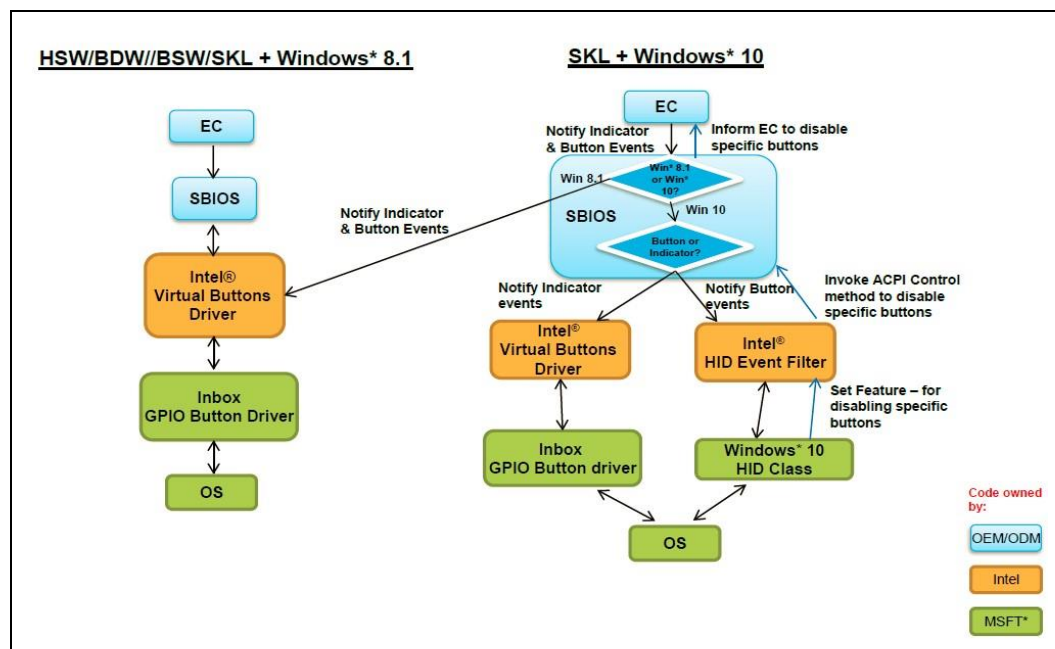 HSW/BDW//BSW/SKL + Windows* 8.1
EC
SBIOS
Intel®
Virtual Buttons
Driver
Inbox
GPIO Button Driver
OS
Notify Indicator
& Button Events
SKL + Windows* 10
EC
Notify Indicator
& Button Events
Inform EC to disable
specific buttons
Win 8.1
Win* 8.1
or Win*
10?
SBIOS
Win 10
Button or
Indicator?
Notify Indicator
events
Notify Button
events
Invoke ACPI Control
method to disable
specific buttons
Intel®
Virtual Buttons
Driver
Intel®
HID Event Filter
Set Feature – for
disabling specific
buttons
Inbox
GPIO Button driver
Windows* 10
HID Class
OS
Code owned
by:
OEM/ODM
Intel
MSFT*